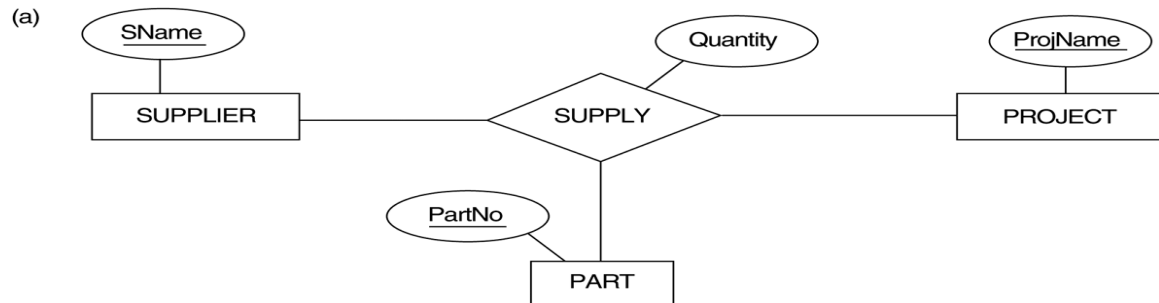 (a)
SName
Quantity
ProjName
SUPPLIER
SUPPLY
PROJECT
PartNo
PART